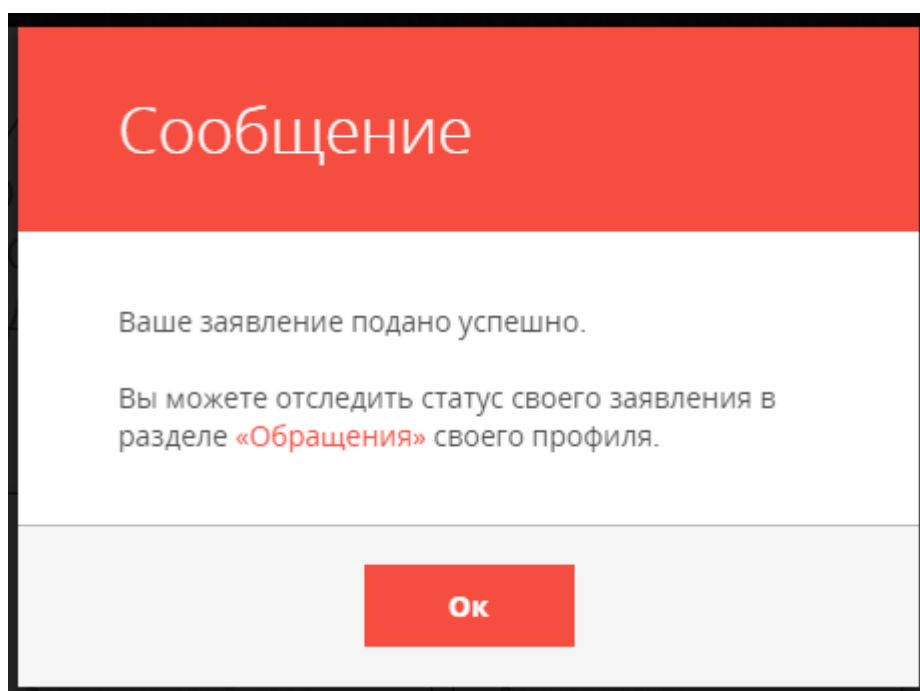 Сообщение
Ваше заявление подано успешно.
Вы можете отследить статус своего заявления в
разделе «Обращения» своего профиля.
Ок